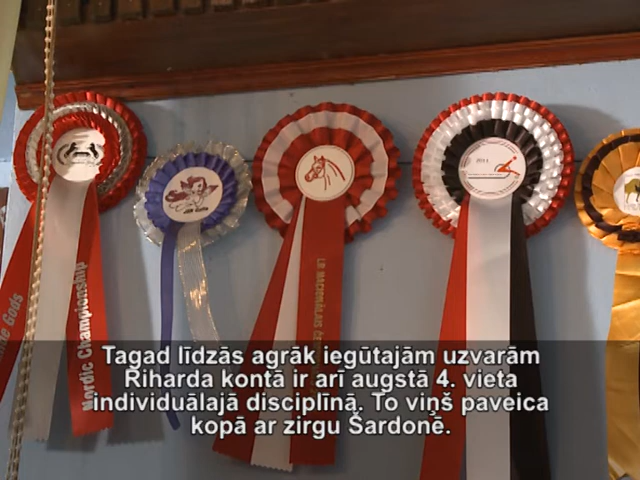 Nordic Championship
Tagad līdzās agrāk iegūtajām uzvarām
Riharda kontā ir arī augstā 4. vieta
individuālajā disciplīnā. To viņš paveica
kopā ar zirgu Šardonē.